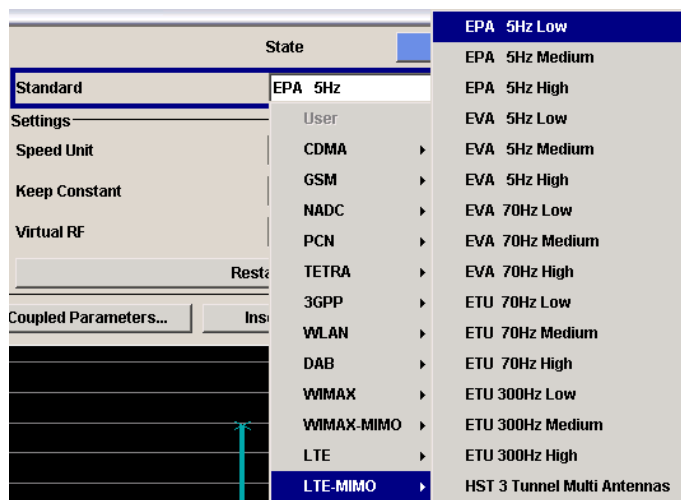 State
Standard
EPA 5Hz
Settings
Speed Unit
Keep Constant
Virtual RF
Coupled Parameters...
User
CDMA
GSM
NADC
PCN
TETRA
3GPP
WLAN
DAB
WIMAX
WIMAX-MIMO
LTE
LTE-MIMO
EPA 5Hz Low
EPA 5Hz Medium
EPA 5Hz High
EVA 5Hz Low
EVA 5Hz Medium
EVA 5Hz High
EVA 70Hz Low
EVA 70Hz Medium
EVA 70Hz High
ETU 70Hz Low
ETU 70Hz Medium
ETU 70Hz High
ETU 300Hz Low
ETU 300Hz Medium
ETU 300Hz High
HST 3 Tunnel Multi Antennas